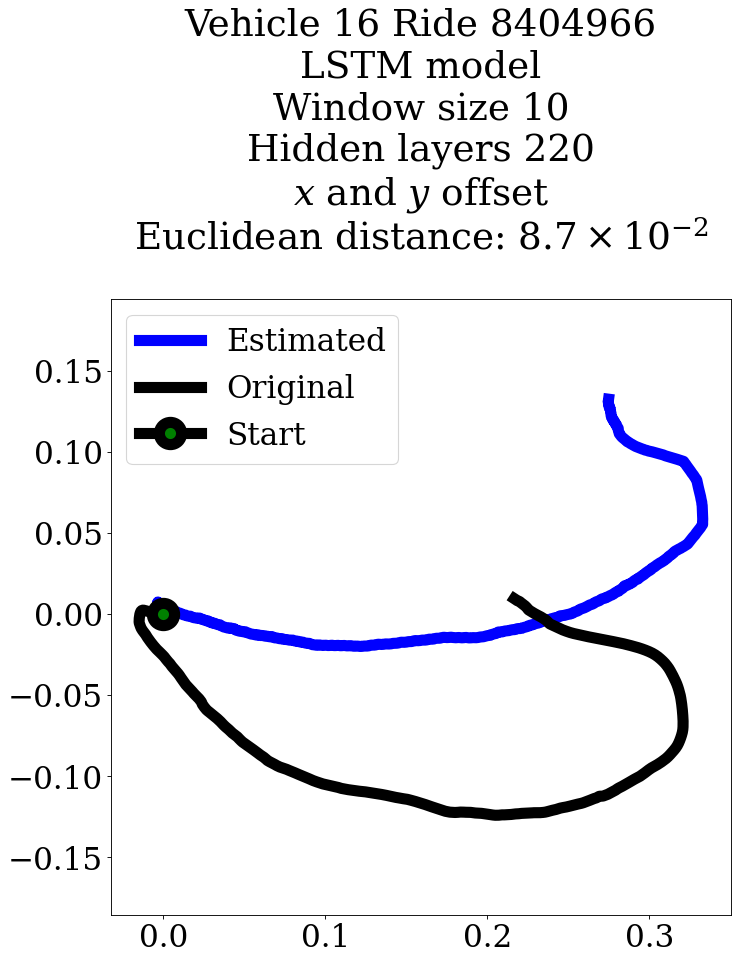 Vehicle 16 Ride 8404966
LSTM model
Window size 10
Hidden layers 220
x and y offset
Euclidean distance: 8.7 × 10⁻²
Estimated
Original
Start
0.15
0.10
0.05
0.00
−0.05
−0.10
−0.15
0.0 0.1 0.2 0.3